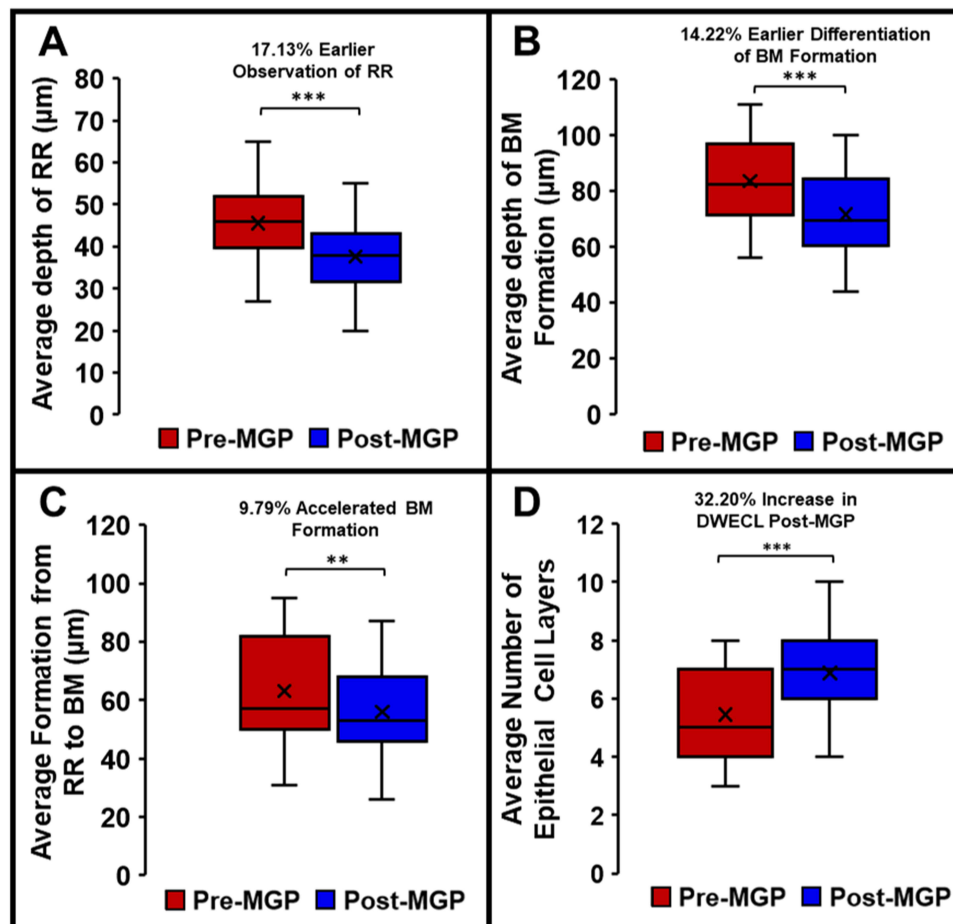 A
17.13% Earlier
Observation of RR
***
Average depth of RR (µm)
80
70
60
50
40
30
20
10
0
Pre-MGP
Post-MGP
B
14.22% Earlier Differentiation
of BM Formation
***
Average depth of BM
Formation (µm)
120
100
80
60
40
20
0
Pre-MGP
Post-MGP
C
9.79% Accelerated BM
Formation
**
Average Formation from
RR to BM (µm)
120
100
80
60
40
20
0
Pre-MGP
Post-MGP
D
32.20% Increase in
DWECL Post-MGP
***
Average Number of
Epithelial Cell Layers
12
10
8
6
4
2
0
Pre-MGP
Post-MGP